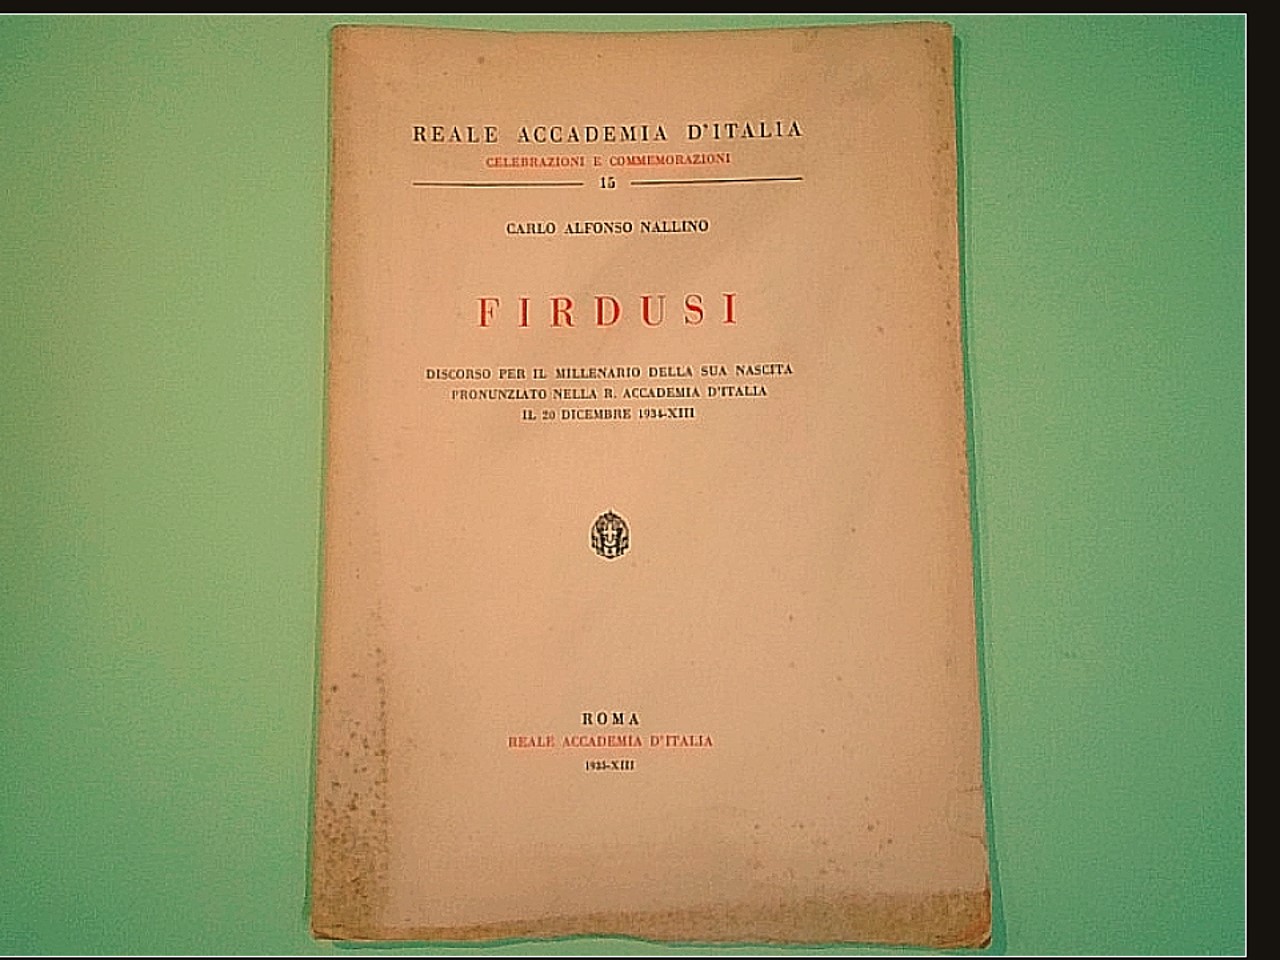 REALE ACCADEMIA D'ITALIA
CELEBRAZIONI E COMMEMORAZIONI
15
CARLO ALFONSO NALLINO
FIRDUSI
DISCORSO PER IL MILLENARIO DELLA SUA NASCITA
PRONUNZIATO NELLA R. ACCADEMIA D'ITALIA
IL 20 DICEMBRE 1934-XIII
ROMA
REALE ACCADEMIA D'ITALIA
1935-XIII